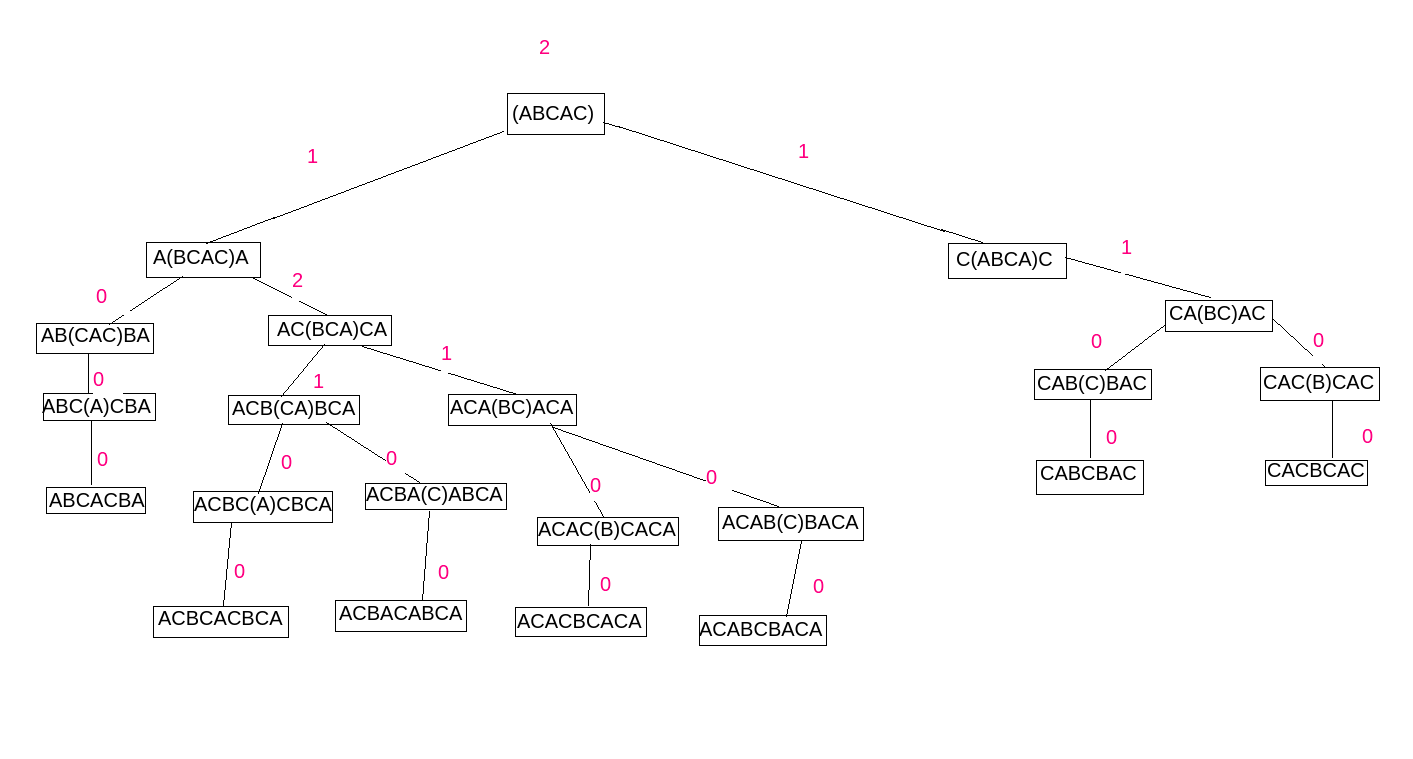 2
(ABCAC)
1
1
A(BCAC)A
C(ABCA)C
1
0
2
AB(CAC)BA
AC(BCA)CA
CA(BC)AC
0
1
1
0
0
ABC(A)CBA
ACB(CA)BCA
ACA(BC)ACA
CAB(C)BAC
CAC(B)CAC
0
0
0
0
0
0
0
ABCACBA
ACBC(A)CBCA
ACBA(C)ABCA
ACAC(B)CACA
ACAB(C)BACA
CABCBAC
CACBCAC
0
0
0
0
ACBCACBCA
ACBACABCA
ACACBCACA
ACABCBACA